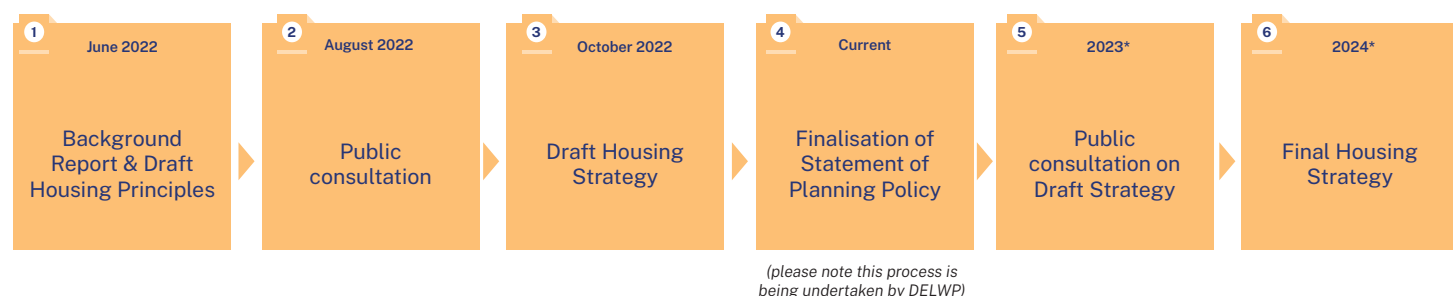 1
June 2022
Background
Report & Draft
Housing Principles
2
August 2022
Public
consultation
3
October 2022
Draft Housing
Strategy
4
Current
Finalisation of
Statement of
Planning Policy
(please note this process is
being undertaken by DELWP)
5
2023*
Public
consultation on
Draft Strategy
6
2024*
Final Housing
Strategy